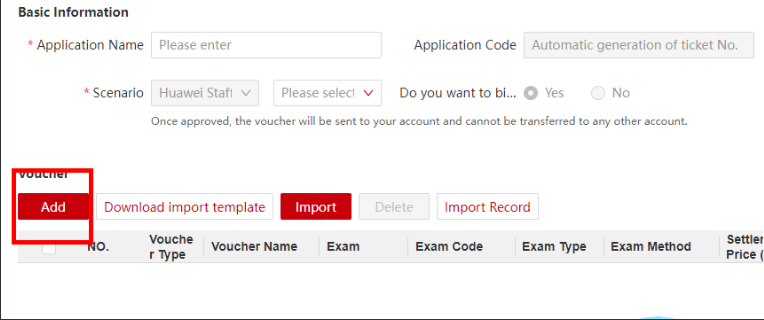 Basic Information
* Application Name Please enter Application Code Automatic generation of ticket No.
* Scenario Huawei Staff Please select Do you want to bi... Yes No
Once approved, the voucher will be sent to your account and cannot be transferred to any other account.
Voucher
Add Download import template Import Delete Import Record
NO. Vouche Voucher Name Exam Exam Code Exam Type Exam Method Settler
r Type Price (